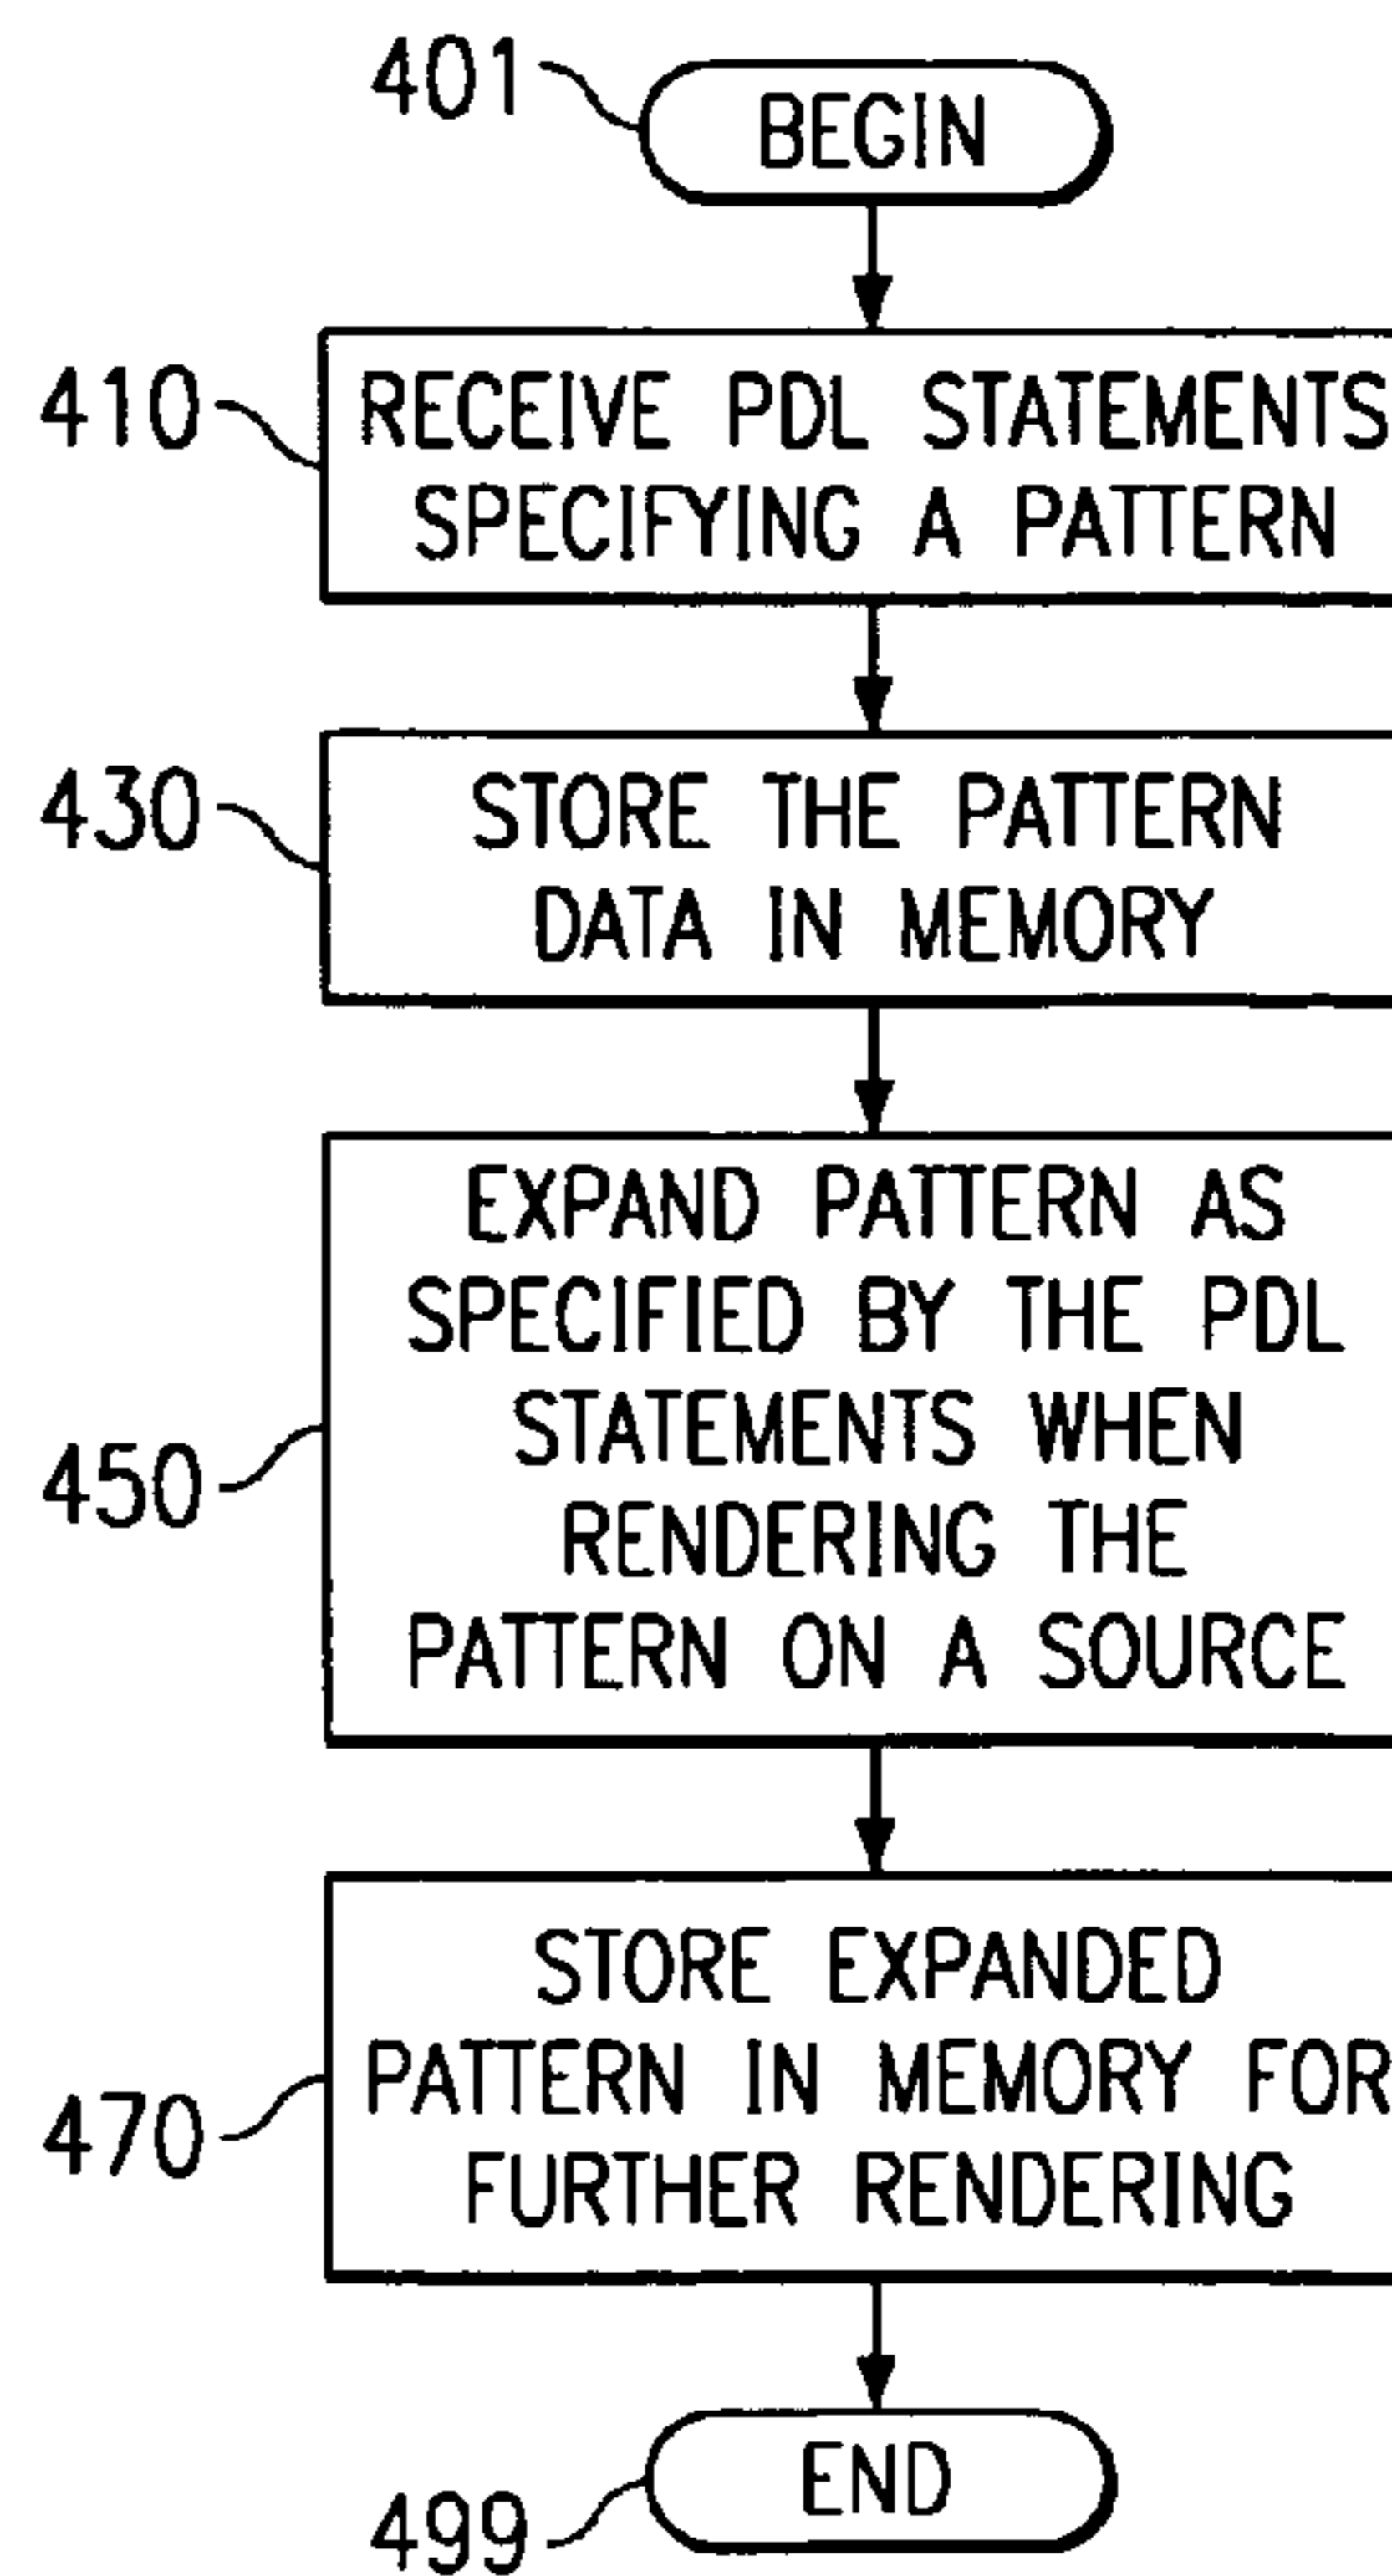 401
BEGIN
410
RECEIVE PDL STATEMENTS
SPECIFYING A PATTERN
430
STORE THE PATTERN
DATA IN MEMORY
450
EXPAND PATTERN AS
SPECIFIED BY THE PDL
STATEMENTS WHEN
RENDERING THE
PATTERN ON A SOURCE
470
STORE EXPANDED
PATTERN IN MEMORY FOR
FURTHER RENDERING
499
END